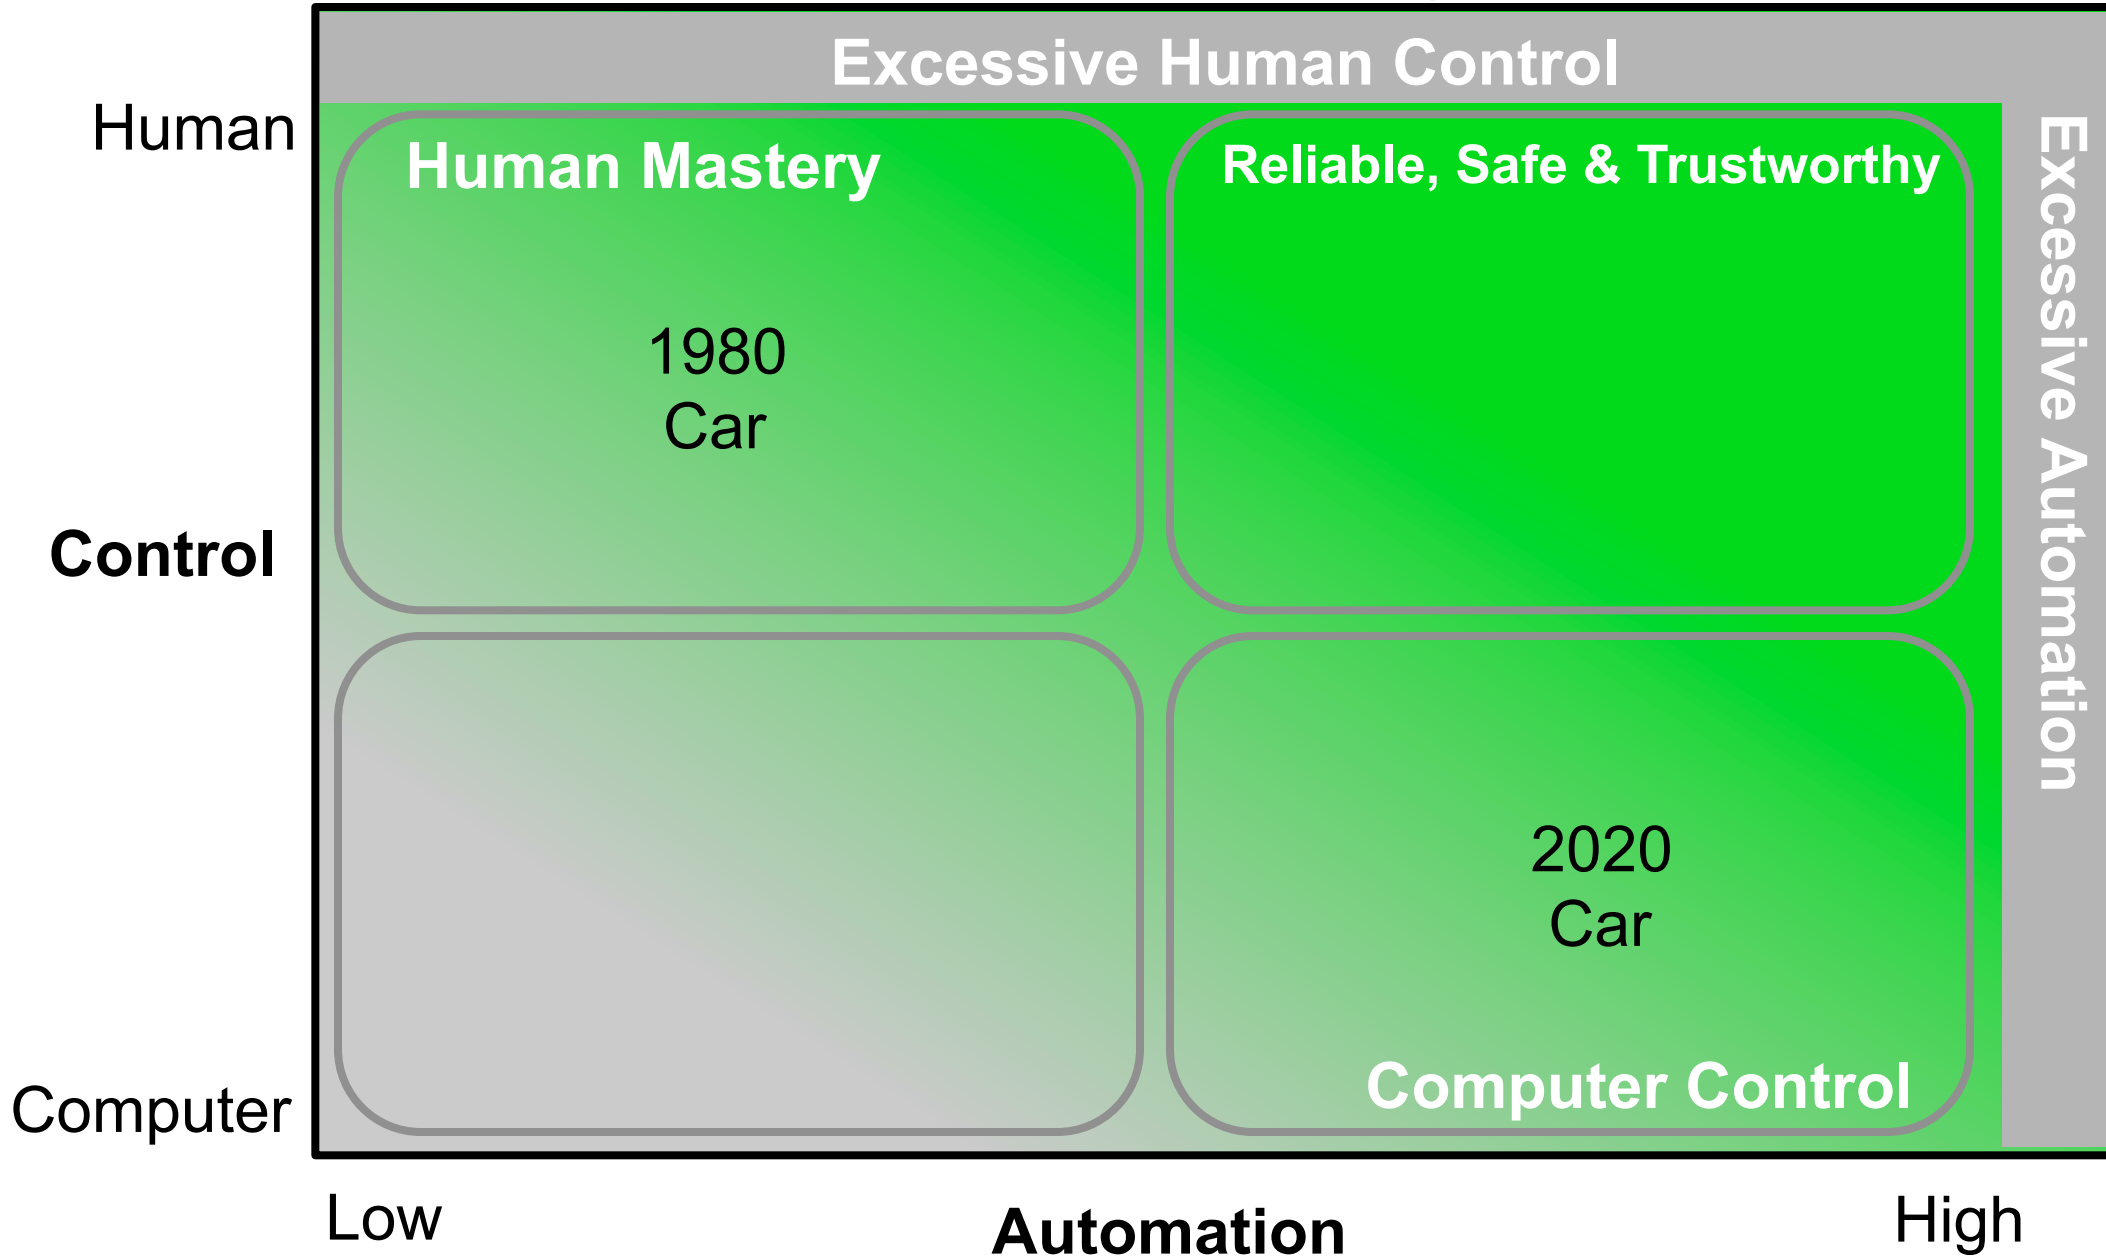 Excessive Human Control
Human
Human Mastery
Reliable, Safe & Trustworthy
Excessive Automation
1980
Car
Control
2020
Car
Computer Control
Computer
Low
Automation
High